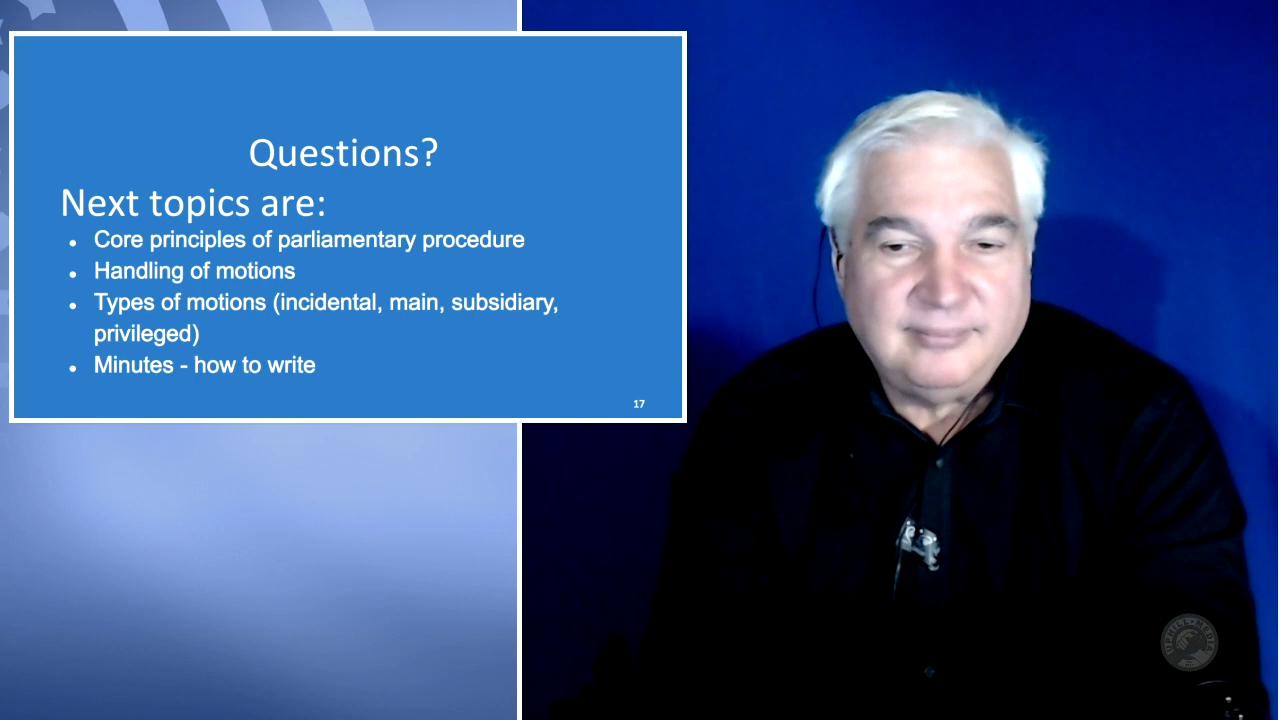 Questions?
Next topics are:
• Core principles of parliamentary procedure
• Handling of motions
• Types of motions (incidental, main, subsidiary,
privileged)
• Minutes - how to write
17